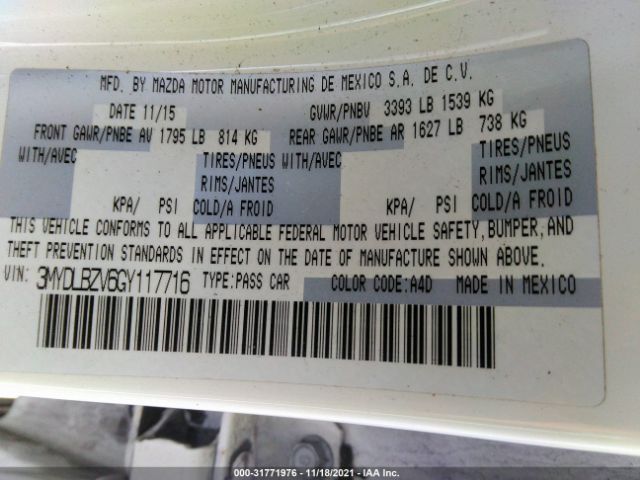 MFD. BY MAZDA MOTOR MANUFACTURING DE MEXICO S.A. DE C.V.
DATE 11/15 GVWR/PNBV 3393 LB 1539 KG
FRONT GAWR/PNBE AV 1795 LB 814 KG REAR GAWR/PNBE AR 1627 LB 738 KG
WITH/AVEC TIRES/PNEUS WITH/AVEC TIRES/PNEUS
RIMS/JANTES RIMS/JANTES
KPA/ PSI COLD/A FROID KPA/ PSI COLD/A FROID
THIS VEHICLE CONFORMS TO ALL APPLICABLE FEDERAL MOTOR VEHICLE SAFETY, BUMPER, AND
THEFT PREVENTION STANDARDS IN EFFECT ON THE DATE OF MANUFACTURE SHOWN ABOVE.
VIN: 3MYDLBZV6GY117716 TYPE:PASS CAR COLOR CODE:A4D MADE IN MEXICO
000-31771976 - 11/18/2021 - IAA Inc.